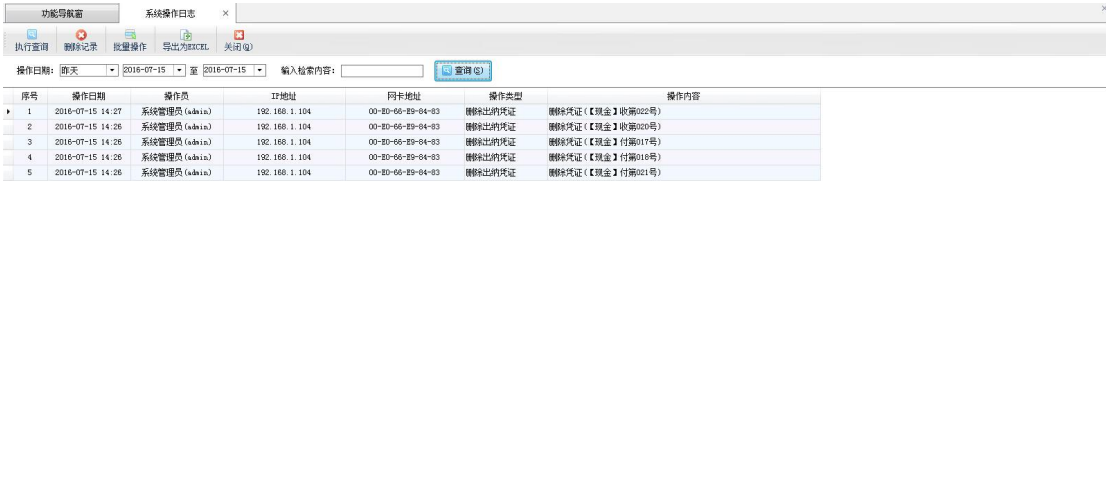 功能导航窗 系统操作日志 ×
执行查询 删除记录 批量操作 导出为EXCEL 关闭(Q)
操作日期: 昨天 2016-07-15 至 2016-07-15 输入检索内容: 查询(S)
序号 操作日期 操作员 IP地址 网卡地址 操作类型 操作内容
1 2016-07-15 14:27 系统管理员(admin) 192.168.1.104 00-E0-66-E9-84-83 删除出纳凭证 删除凭证(【现金】收第022号)
2 2016-07-15 14:26 系统管理员(admin) 192.168.1.104 00-E0-66-E9-84-83 删除出纳凭证 删除凭证(【现金】收第020号)
3 2016-07-15 14:26 系统管理员(admin) 192.168.1.104 00-E0-66-E9-84-83 删除出纳凭证 删除凭证(【现金】付第017号)
4 2016-07-15 14:26 系统管理员(admin) 192.168.1.104 00-E0-66-E9-84-83 删除出纳凭证 删除凭证(【现金】付第018号)
5 2016-07-15 14:26 系统管理员(admin) 192.168.1.104 00-E0-66-E9-84-83 删除出纳凭证 删除凭证(【现金】付第021号)